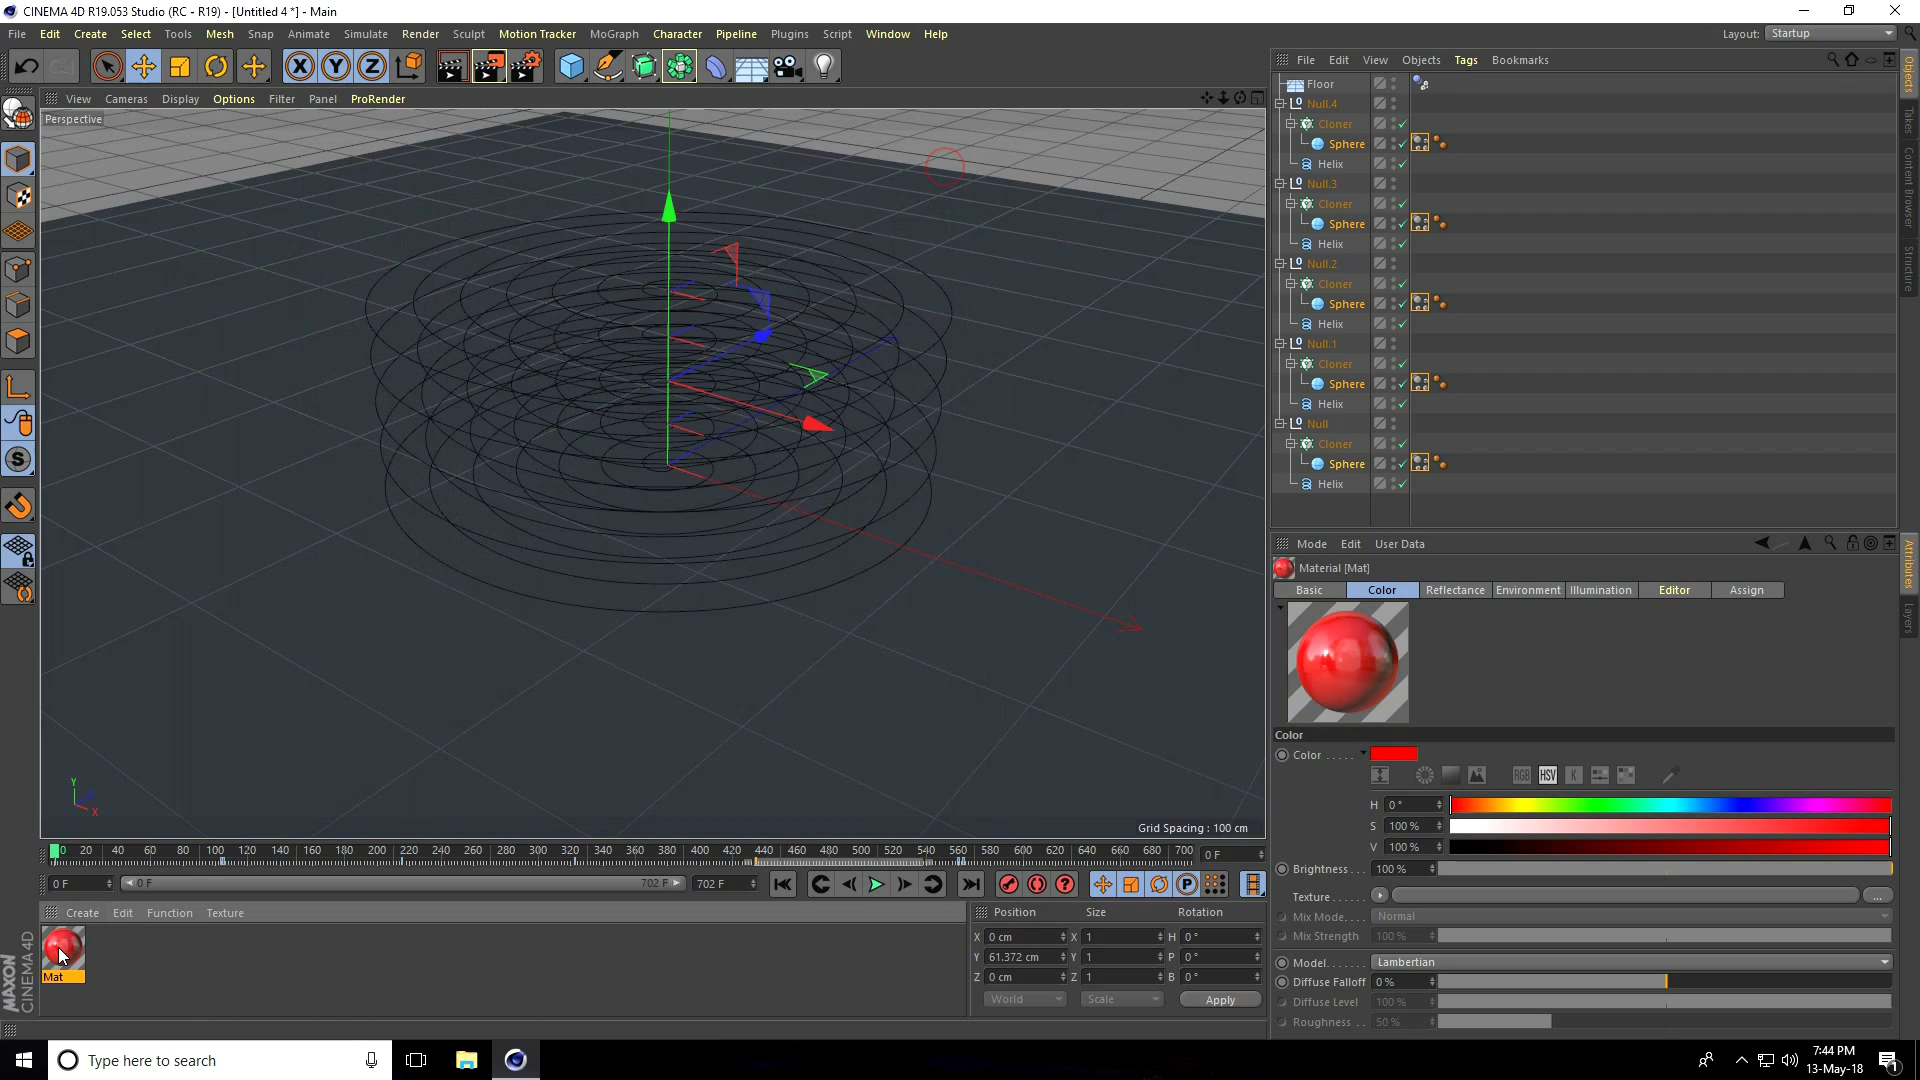 CINEMA 4D R19.053 Studio (RC - R19) - [Untitled 4 *] - Main
File Edit Create Select Tools Mesh Snap Animate Simulate Render Sculpt Motion Tracker MoGraph Character Pipeline Plugins Script Window Help
Layout: Startup
View Cameras Display Options Filter Panel ProRender
Perspective
Grid Spacing : 100 cm
File Edit View Objects Tags Bookmarks
Floor
Null.4
Cloner
Sphere
Helix
Null.3
Cloner
Sphere
Helix
Null.2
Cloner
Sphere
Helix
Null.1
Cloner
Sphere
Helix
Null
Cloner
Sphere
Helix
Objects
Takes
Content Browser
Structure
Attributes
Layers
Mode Edit User Data
Material [Mat]
Basic Color Reflectance Environment Illumination Editor Assign
Color
Color
RGB HSV K
H 0 °
S 100 %
V 100 %
Brightness . . . 100 %
Texture . . . . . . ...
Mix Mode. . . . Normal
Mix Strength 100 %
Model. . . . . . . Lambertian
Diffuse Falloff 0 %
Diffuse Level 100 %
Roughness . . 50 %
0 20 40 60 80 100 120 140 160 180 200 220 240 260 280 300 320 340 360 380 400 420 440 460 480 500 520 540 560 580 600 620 640 660 680 700
0 F
0 F
0 F 702 F
702 F
Create Edit Function Texture
Mat
MAXON
CINEMA 4D
Position Size Rotation
X 0 cm X 1 H 0 °
Y 61.372 cm Y 1 P 0 °
Z 0 cm Z 1 B 0 °
World Scale Apply
Y
Z
X
Type here to search
7:44 PM
13-May-18
1